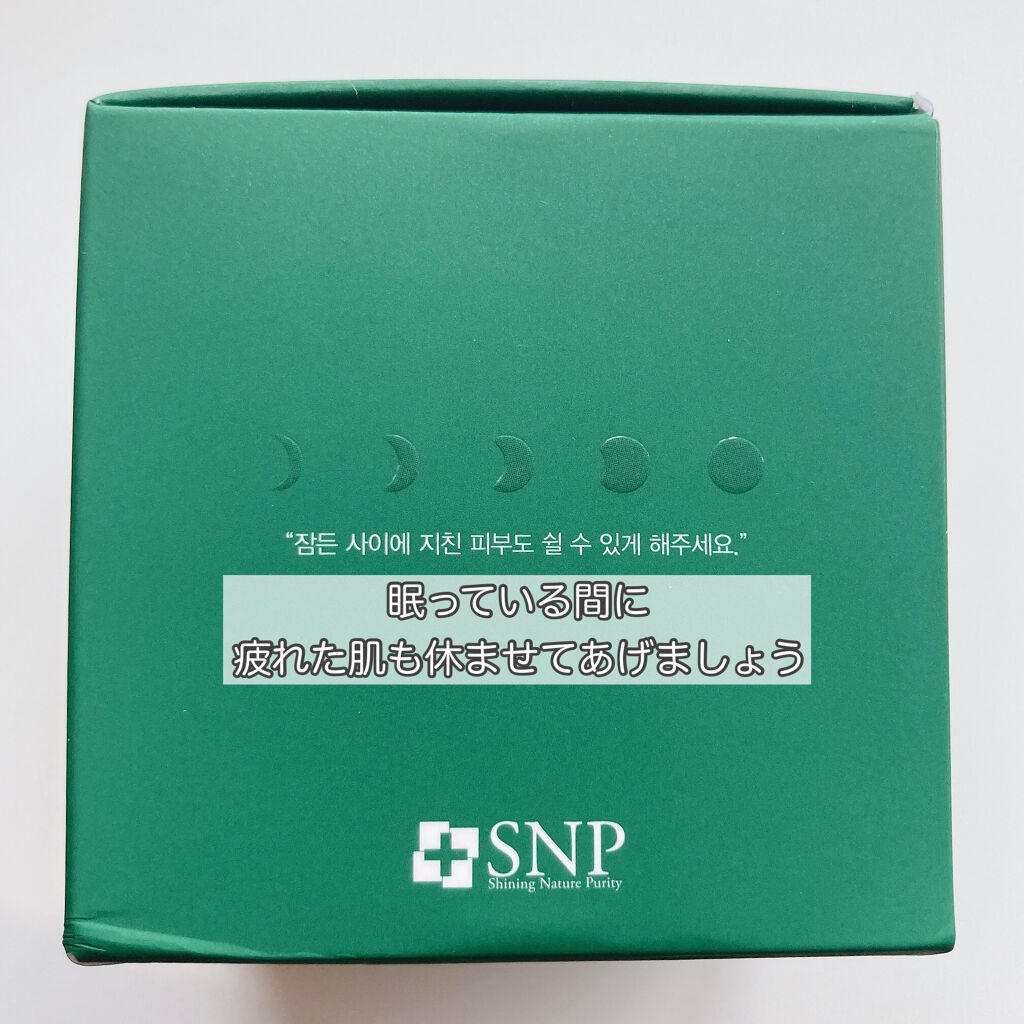 “잠든 사이에 지친 피부도 쉴 수 있게 해주세요.”
眠っている間に
疲れた肌も休ませてあげましょう
SNP
Shining Nature Purity